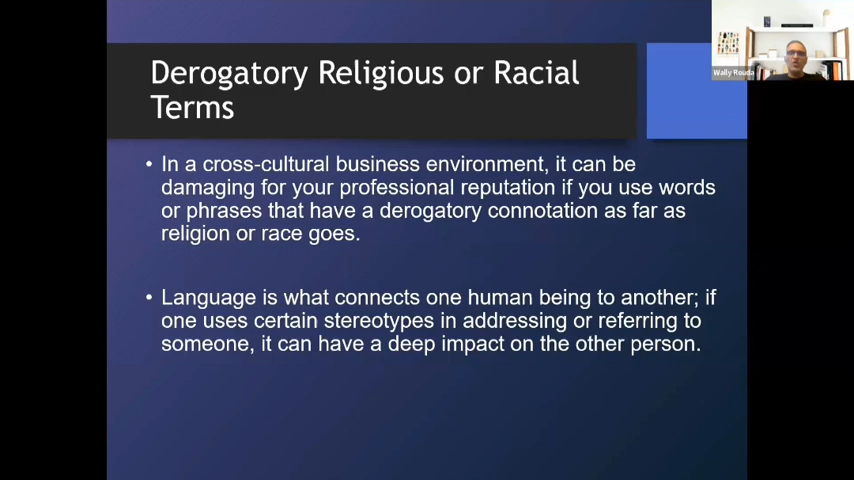 Derogatory Religious or Racial
Terms
• In a cross-cultural business environment, it can be
damaging for your professional reputation if you use words
or phrases that have a derogatory connotation as far as
religion or race goes.
• Language is what connects one human being to another; if
one uses certain stereotypes in addressing or referring to
someone, it can have a deep impact on the other person.
Wally Rouda